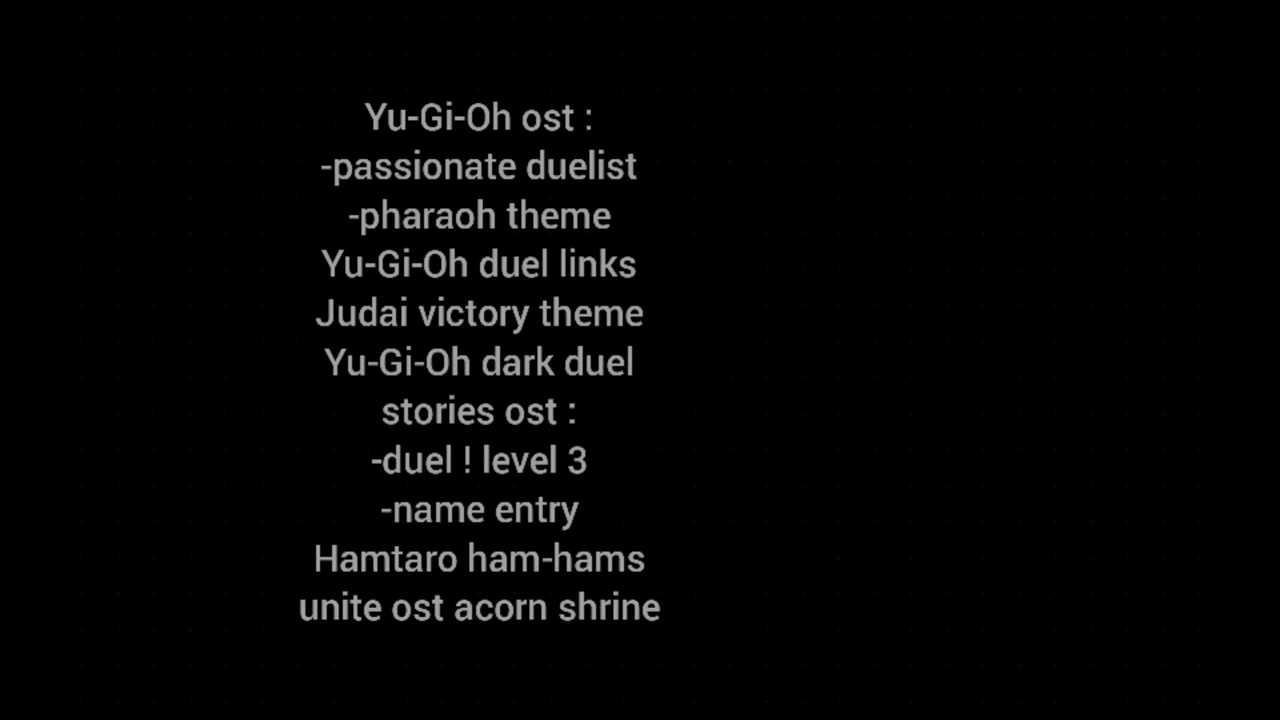 Yu-Gi-Oh ost :
-passionate duelist
-pharaoh theme
Yu-Gi-Oh duel links
Judai victory theme
Yu-Gi-Oh dark duel
stories ost :
-duel ! level 3
-name entry
Hamtaro ham-hams
unite ost acorn shrine